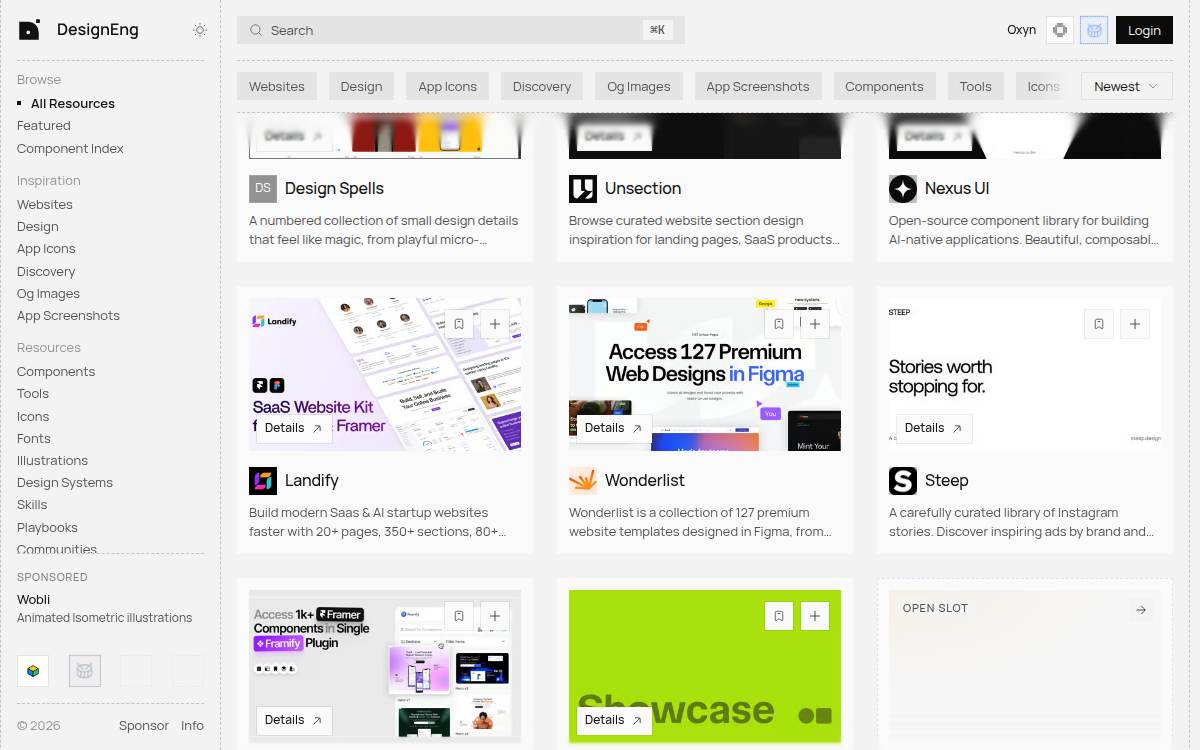 DesignEng
Search
⌘K
Oxyn
Login
Browse
All Resources
Featured
Component Index
Inspiration
Websites
Design
App Icons
Discovery
Og Images
App Screenshots
Resources
Components
Tools
Icons
Fonts
Illustrations
Design Systems
Skills
Playbooks
Communities
SPONSORED
Wobli
Animated Isometric illustrations
© 2026
Sponsor
Info
Websites
Design
App Icons
Discovery
Og Images
App Screenshots
Components
Tools
Icons
Newest
Details
Details
Details
DS
Design Spells
A numbered collection of small design details
that feel like magic, from playful micro-...
Unsection
Browse curated website section design
inspiration for landing pages, SaaS products...
Nexus UI
Open-source component library for building
AI-native applications. Beautiful, composabl...
Landify
SaaS Website Kit
Framer
Details
Landify
Build modern Saas & AI startup websites
faster with 20+ pages, 350+ sections, 80+...
Access 127 Premium
Web Designs in Figma
You
Mint Your
Details
Wonderlist
Wonderlist is a collection of 127 premium
website templates designed in Figma, from...
STEEP
Stories worth
stopping for.
Details
steep.design
Steep
A carefully curated library of Instagram
stories. Discover inspiring ads by brand and...
Access 1k+ Framer
Components in Single
Framify Plugin
Details
Showcase
Details
OPEN SLOT